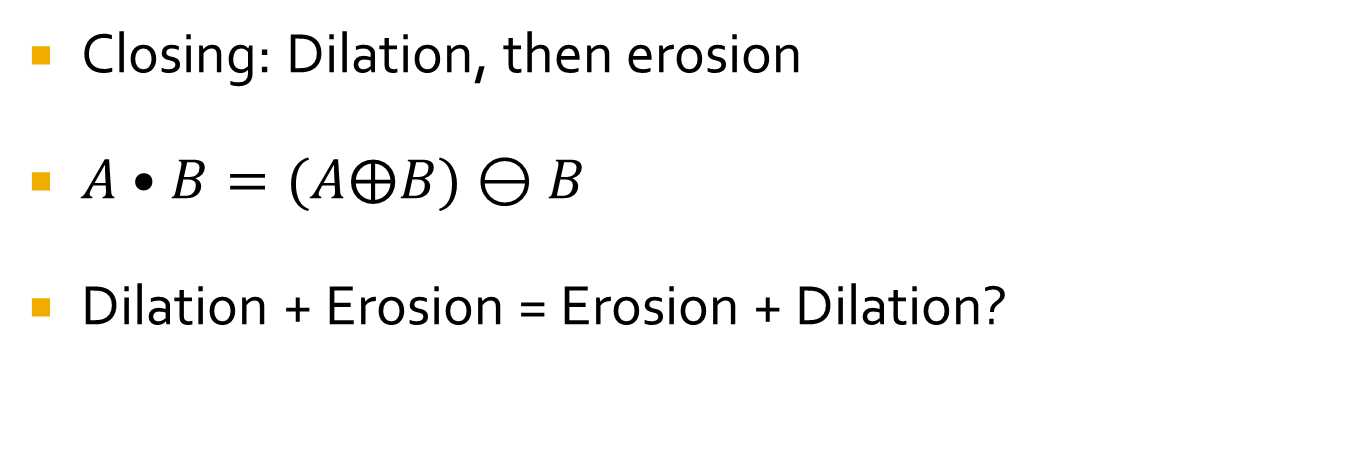 ▪ Closing: Dilation, then erosion
▪ A • B = (A⊕B) ⊖ B
▪ Dilation + Erosion = Erosion + Dilation?